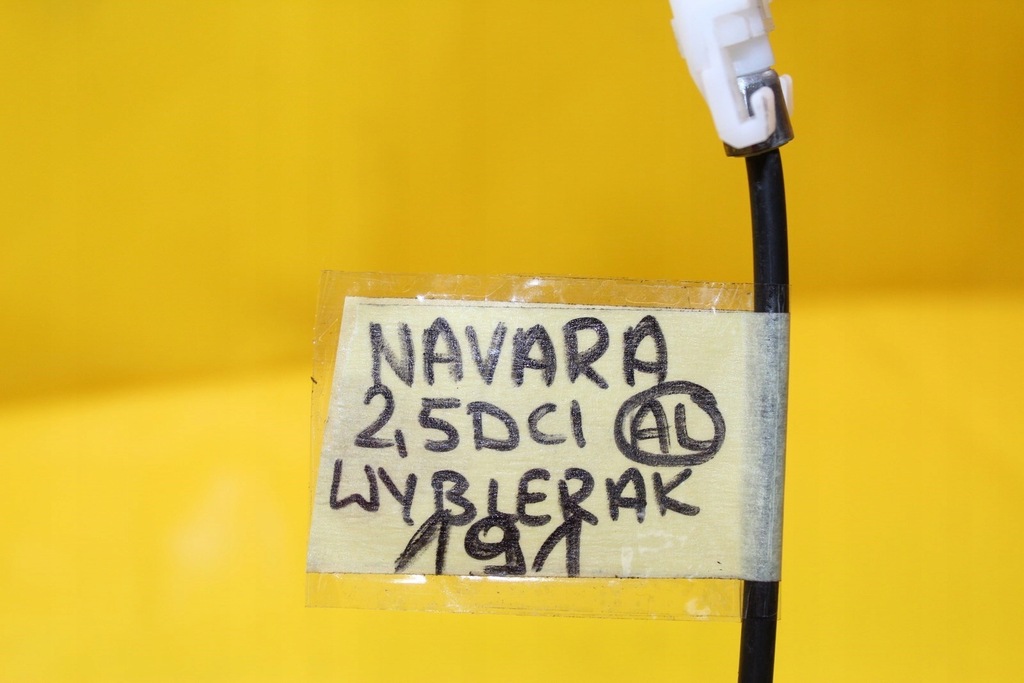 NAVARA
2,5DCI AL
WYBIERAK
191